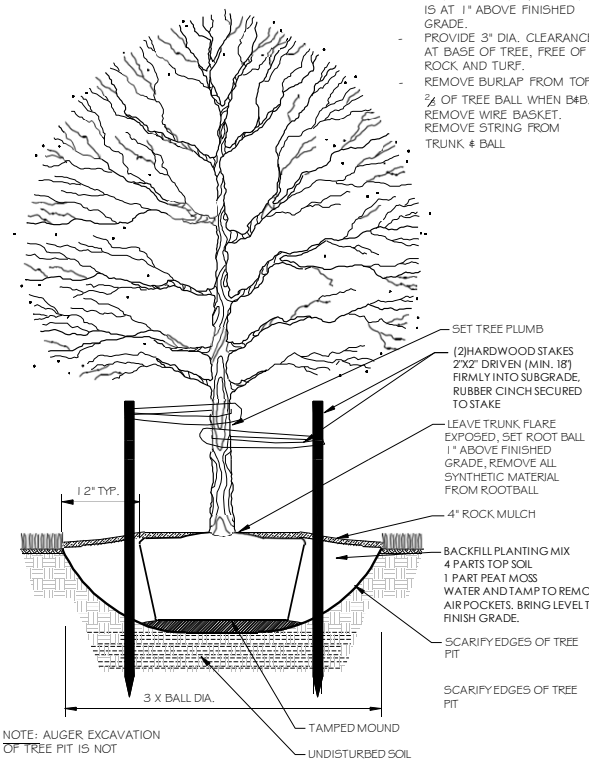 IS AT 1" ABOVE FINISHED
GRADE.
- PROVIDE 3" DIA. CLEARANCE
AT BASE OF TREE, FREE OF
ROCK AND TURF.
- REMOVE BURLAP FROM TOP
2/3 OF TREE BALL WHEN B&B.
REMOVE WIRE BASKET.
REMOVE STRING FROM
TRUNK & BALL
SET TREE PLUMB
(2)HARDWOOD STAKES
2"X2" DRIVEN (MIN. 18")
FIRMLY INTO SUBGRADE,
RUBBER CINCH SECURED
TO STAKE
LEAVE TRUNK FLARE
EXPOSED, SET ROOT BALL
1" ABOVE FINISHED
GRADE, REMOVE ALL
SYNTHETIC MATERIAL
FROM ROOTBALL
12" TYP.
4" ROCK MULCH
BACKFILL PLANTING MIX
4 PARTS TOP SOIL
1 PART PEAT MOSS
WATER AND TAMP TO REMO
AIR POCKETS. BRING LEVEL T
FINISH GRADE.
SCARIFY EDGES OF TREE
PIT
SCARIFY EDGES OF TREE
PIT
3 X BALL DIA.
TAMPED MOUND
UNDISTURBED SOIL
NOTE: AUGER EXCAVATION
OF TREE PIT IS NOT